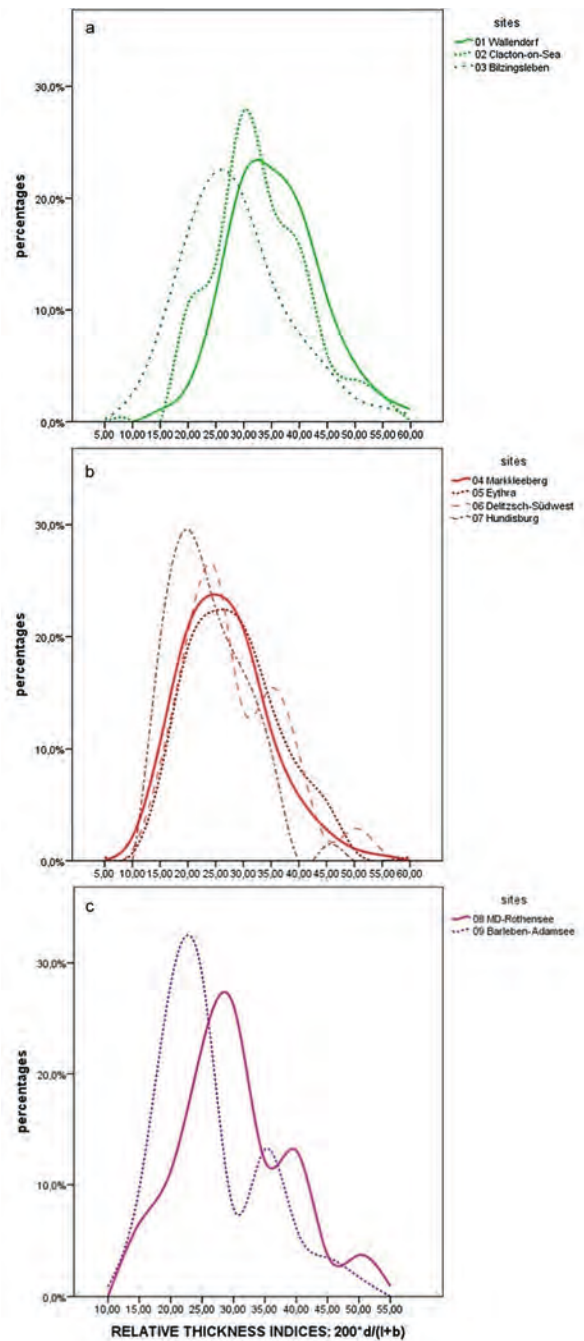 a
sites
01 Wallendorf
02 Clacton-on-Sea
03 Bilzingsleben
percentages
30,0%
20,0%
10,0%
0,0%
5,00 10,00 15,00 20,00 25,00 30,00 35,00 40,00 45,00 50,00 55,00 60,00
b
sites
04 Markkleeberg
05 Eythra
06 Delitzsch-Südwest
07 Hundisburg
percentages
30,0%
20,0%
10,0%
0,0%
5,00 10,00 15,00 20,00 25,00 30,00 35,00 40,00 45,00 50,00 55,00 60,00
c
sites
08 MD-Rothensee
09 Barleben-Adamsee
percentages
30,0%
20,0%
10,0%
0,0%
10,00 15,00 20,00 25,00 30,00 35,00 40,00 45,00 50,00 55,00
RELATIVE THICKNESS INDICES: 200*d/(l+b)